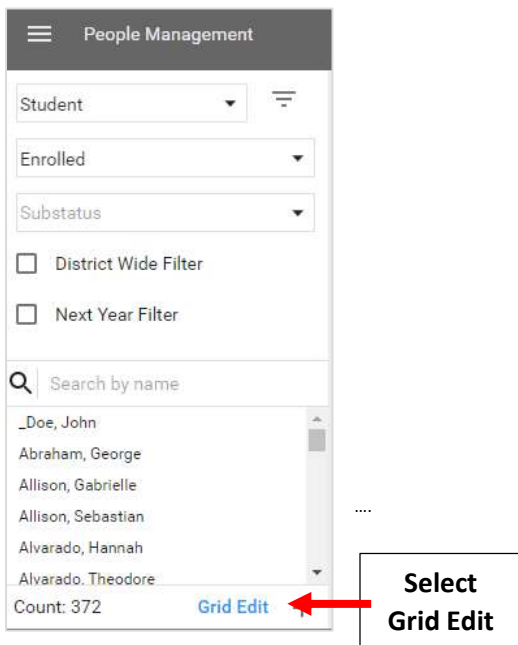 People Management
Student
Enrolled
Substatus
District Wide Filter
Next Year Filter
Search by name
_Doe, John
Abraham, George
Allison, Gabrielle
Allison, Sebastian
Alvarado, Hannah
Alvarado, Theodore
Count: 372 Grid Edit
....
Select
Grid Edit